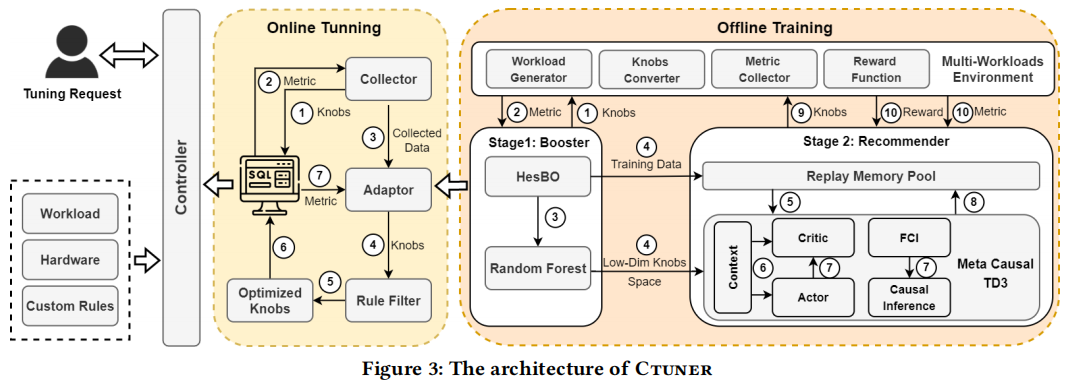 Online Tunning
Offline Training
Tuning Request
Controller
Workload
Hardware
Custom Rules
2
Metric
Collector
1
Knobs
3
Collected
Data
SQL
7
Metric
Adaptor
6
4
Knobs
Optimized
Knobs
5
Rule Filter
Workload
Generator
Knobs
Converter
Metric
Collector
Reward
Function
Multi-Workloads
Environment
2
Metric
1
Knobs
9
Knobs
10
Reward
10
Metric
Stage1: Booster
HesBO
3
Random Forest
4
Training Data
4
Low-Dim Knobs
Space
Stage 2: Recommender
Replay Memory Pool
5
8
Context
6
Critic
7
Actor
FCI
7
Causal
Inference
Meta Causal
TD3
Figure 3: The architecture of CTUNER